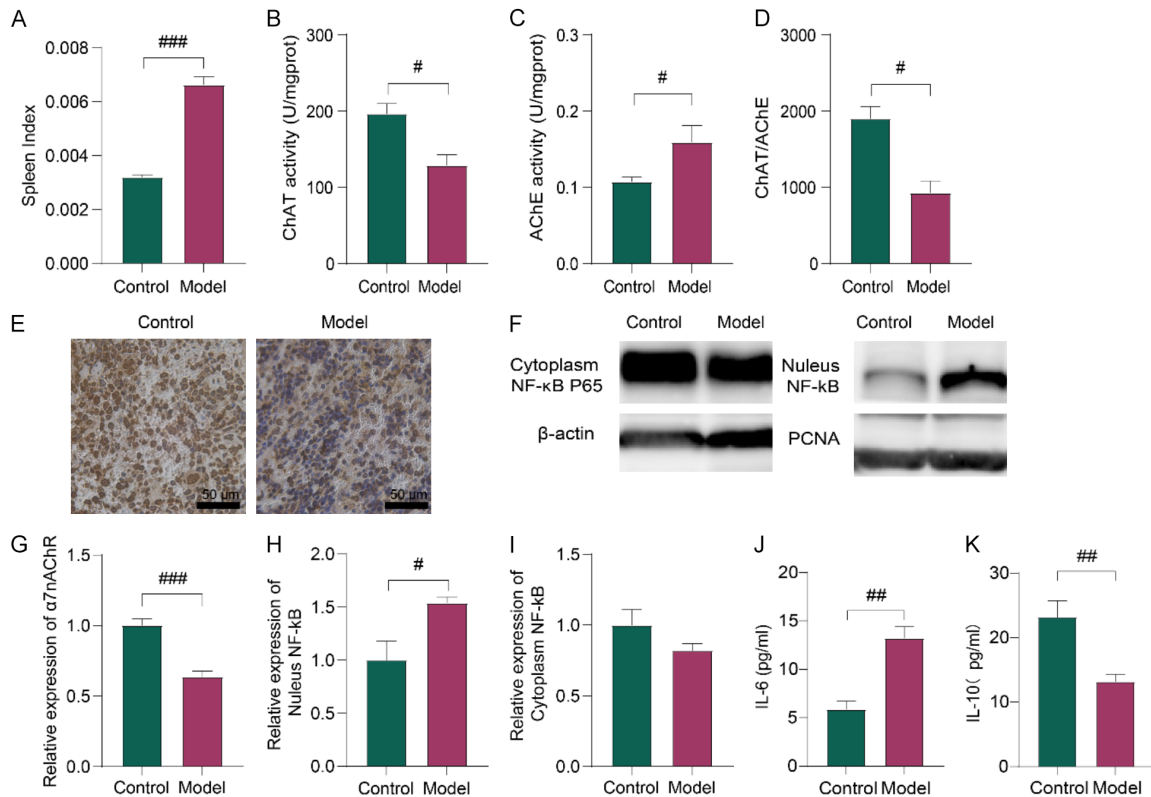 A
Spleen Index
0.008
0.006
0.004
0.002
0.000
###
Control Model
B
ChAT activity (U/mgprot)
300
200
100
0
#
Control Model
C
AChE activity (U/mgprot)
0.3
0.2
0.1
0.0
#
Control Model
D
ChAT/AChE
3000
2000
1000
0
#
Control Model
E
Control
Model
50 μm
50 μm
F
Control
Model
Cytoplasm
NF-κB P65
β-actin
Control
Model
Nuleus
NF-kB
PCNA
G
Relative expression of α7nAChR
1.5
1.0
0.5
0.0
###
Control Model
H
Relative expression of
Nuleus NF-kB
2.0
1.5
1.0
0.5
0.0
#
Control Model
I
Relative expression of
Cytoplasm NF-kB
1.5
1.0
0.5
0.0
Control Model
J
IL-6 (pg/ml)
20
15
10
5
0
##
Control Model
K
IL-10( pg/ml)
30
20
10
0
##
Control Model